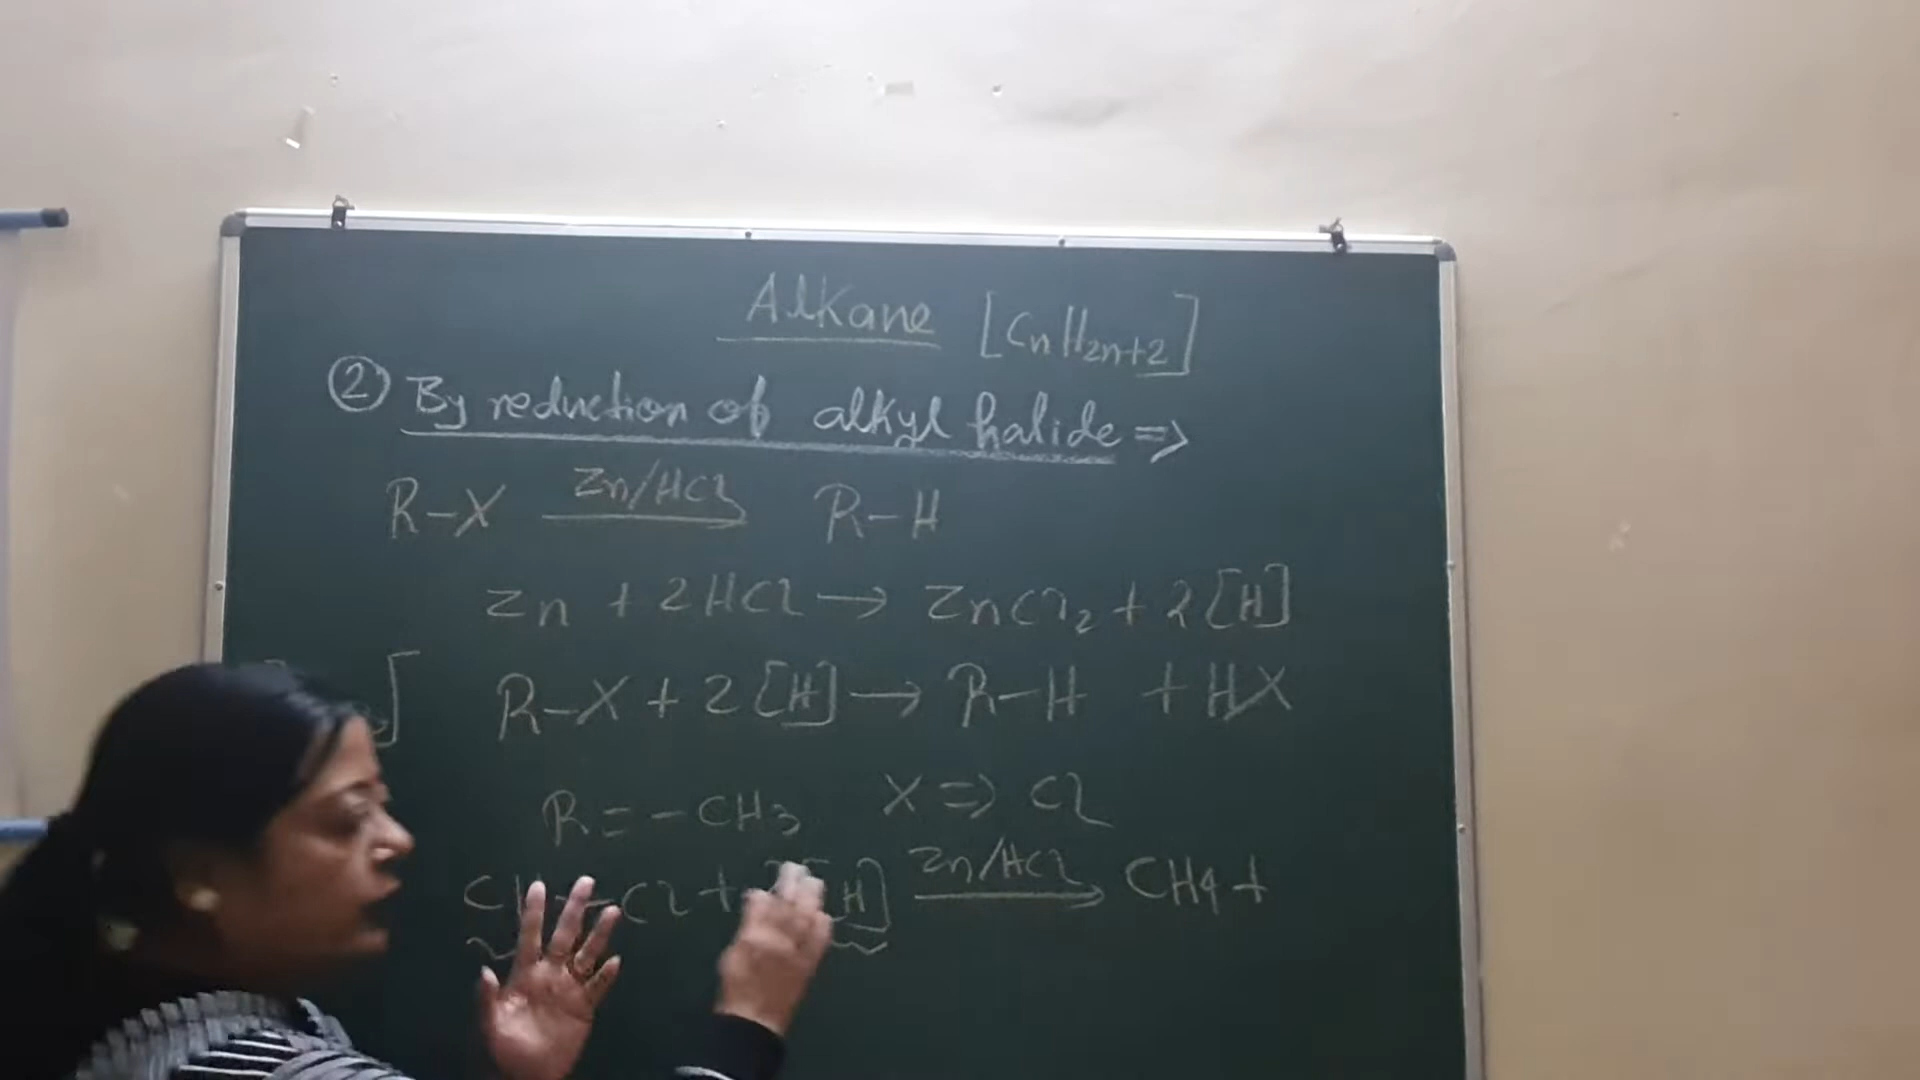 Alkane [CnH2n+2]
② By reduction of alkyl halide =>
R-X Zn/HCl → R-H
Zn + 2HCl → ZnCl2 + 2[H]
R-X + 2[H] → R-H + HX
R = -CH3 X => Cl
Cl + [H] Zn/HCl → CH4 +